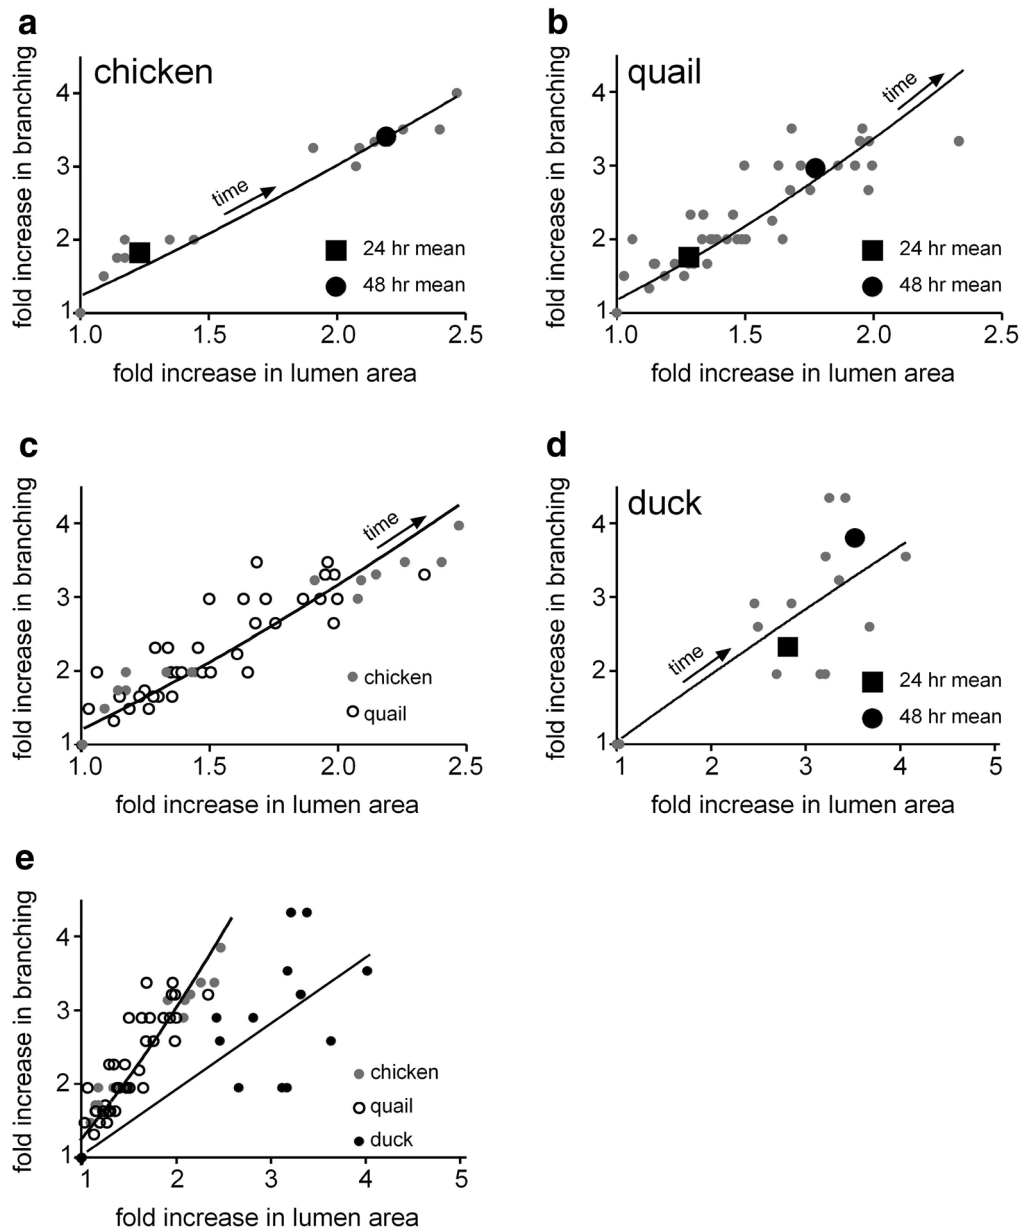 a
chicken
fold increase in branching
4
3
2
1
time
24 hr mean
48 hr mean
1.0 1.5 2.0 2.5
fold increase in lumen area
b
quail
fold increase in branching
4
3
2
1
time
24 hr mean
48 hr mean
1.0 1.5 2.0 2.5
fold increase in lumen area
c
fold increase in branching
4
3
2
1
time
chicken
quail
1.0 1.5 2.0 2.5
fold increase in lumen area
d
duck
fold increase in branching
4
3
2
1
time
24 hr mean
48 hr mean
1 2 3 4 5
fold increase in lumen area
e
fold increase in branching
4
3
2
1
chicken
quail
duck
1 2 3 4 5
fold increase in lumen area